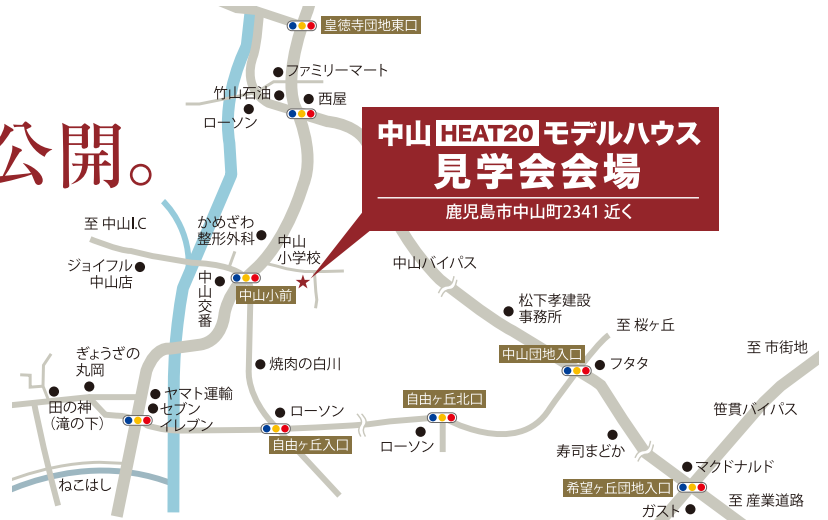 皇徳寺団地東口
ファミリーマート
竹山石油
西屋
ローソン
公開。
中山 HEAT20 モデルハウス
見学会会場
鹿児島市中山町2341 近く
至 中山I.C
かめざわ
整形外科
中山
小学校
ジョイフル
中山店
中山交番
中山小前
中山バイパス
松下孝建設
事務所
至 桜ヶ丘
中山団地入口
フタタ
至 市街地
ぎょうざの
丸岡
焼肉の白川
田の神
(滝の下)
ヤマト運輸
セブン
イレブン
ローソン
自由ヶ丘入口
自由ヶ丘北口
ローソン
笹貫バイパス
寿司まどか
マクドナルド
希望ヶ丘団地入口
至 産業道路
ガスト
ねこはし